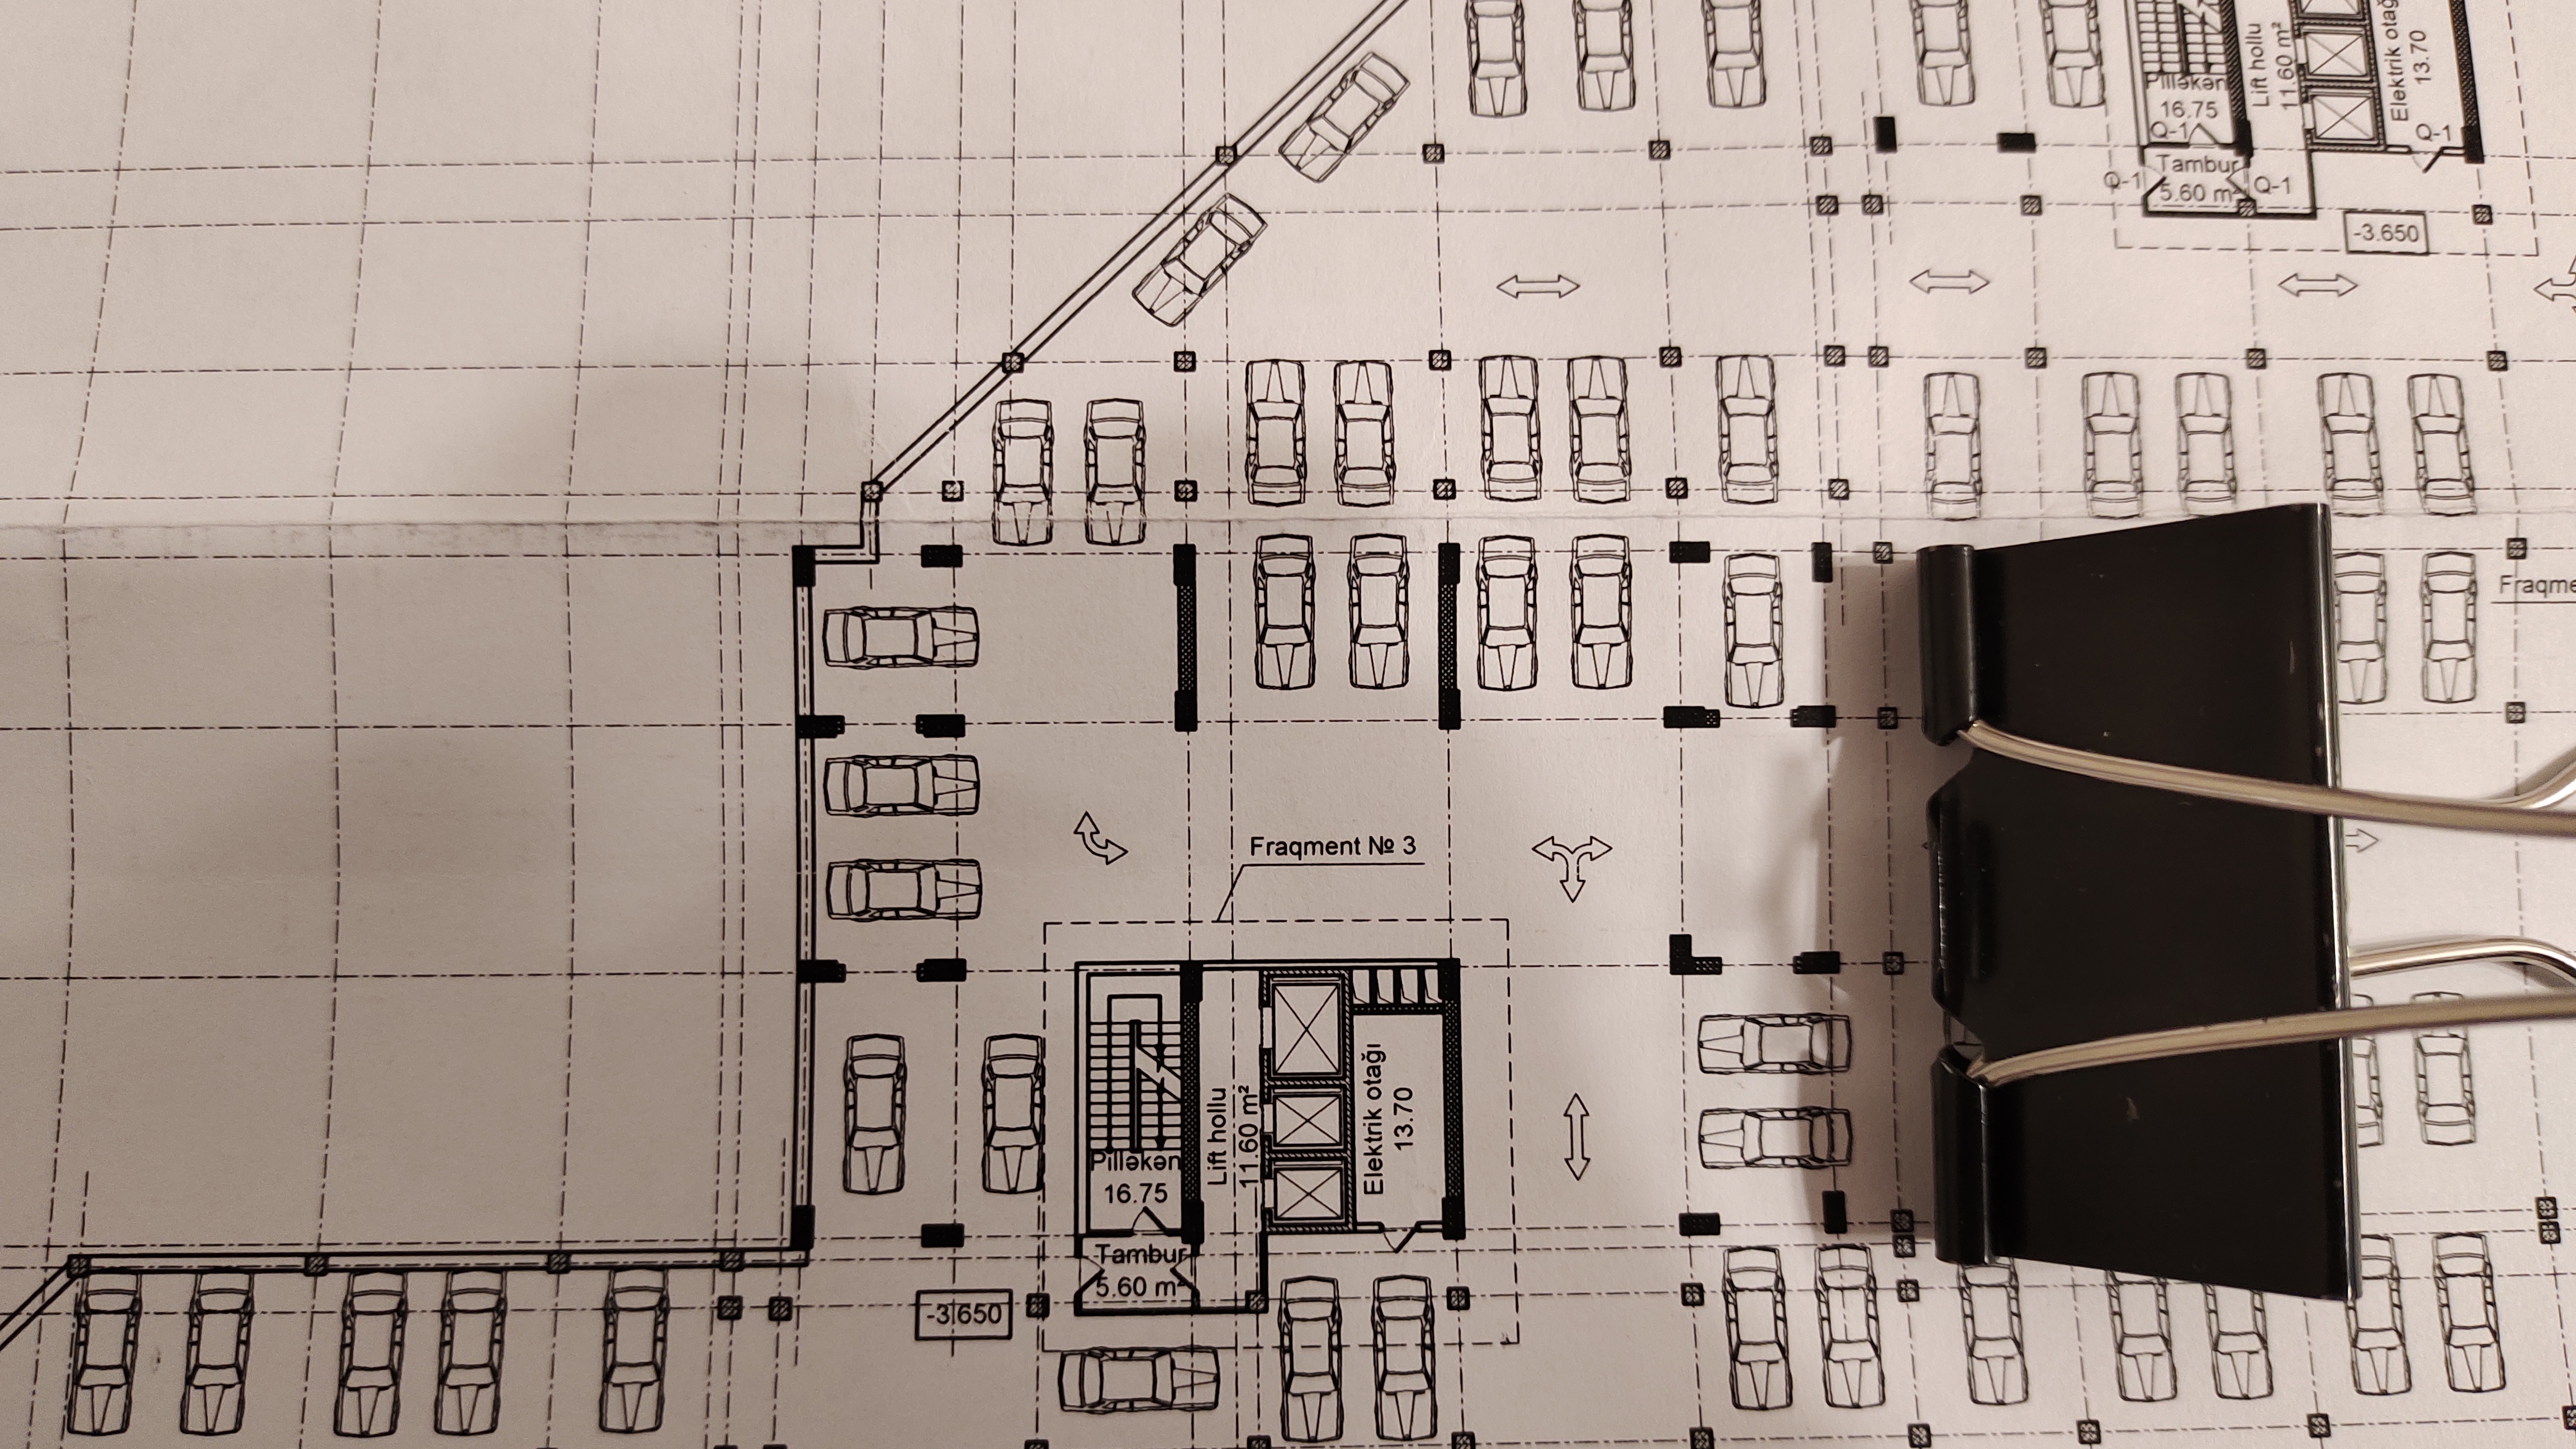 Pilləkən
16.75
Q-1
Tambur
5.60 m²
Q-1
Q-1
Lift hollu
11.60 m²
Elektrik otağ
13.70
Q-1
-3.650
Fraqme
Fraqment № 3
Pilləkən
16.75
Lift hollu
11.60 m²
Elektrik otağı
13.70
Tambur
5.60 m²
-3.650